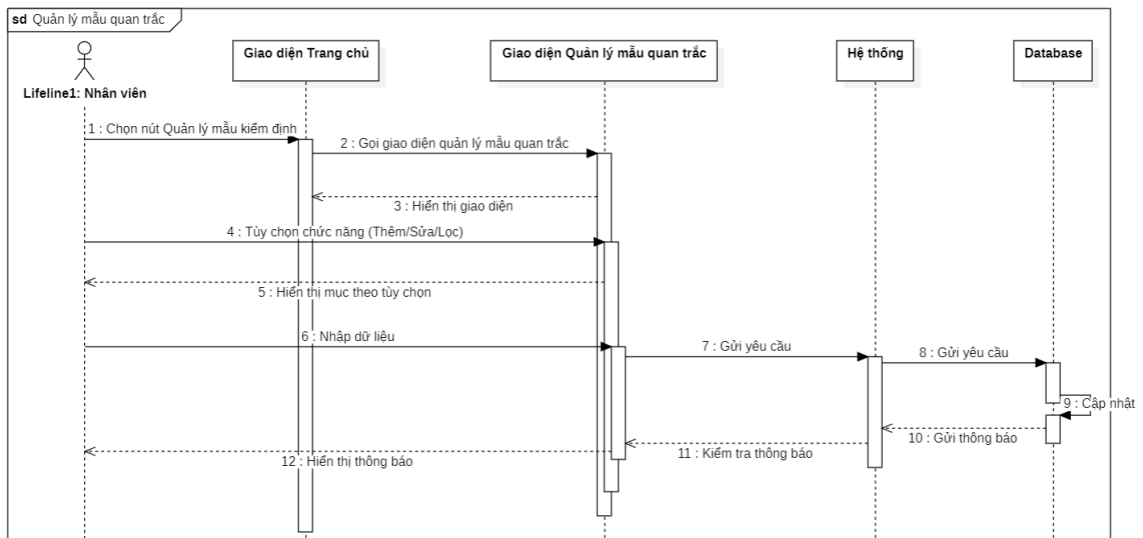 sd Quản lý mẫu quan trắc
Giao diện Trang chủ
Giao diện Quản lý mẫu quan trắc
Hệ thống
Database
Lifeline1: Nhân viên
1 : Chọn nút Quản lý mẫu kiểm định
2 : Gọi giao diện quản lý mẫu quan trắc
3 : Hiển thị giao diện
4 : Tùy chọn chức năng (Thêm/Sửa/Lọc)
5 : Hiển thị mục theo tùy chọn
6 : Nhập dữ liệu
7 : Gửi yêu cầu
8 : Gửi yêu cầu
9 : Cập nhật
10 : Gửi thông báo
11 : Kiểm tra thông báo
12 : Hiển thị thông báo